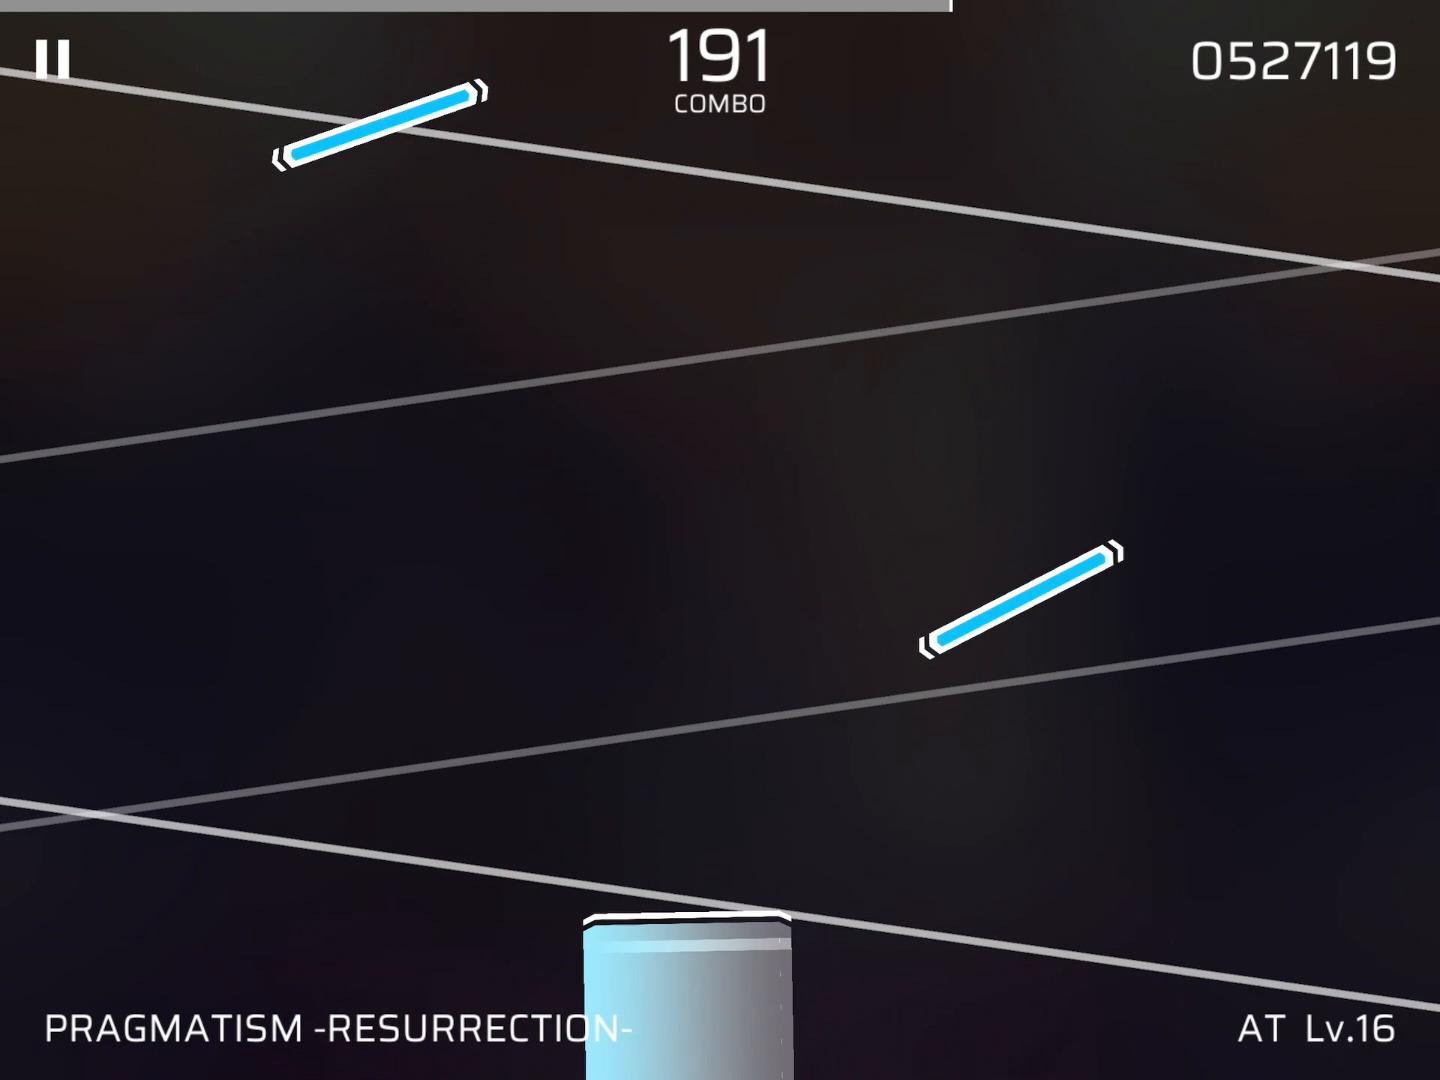 191
COMBO
0527119
PRAGMATISM -RESURRECTION-
AT Lv.16